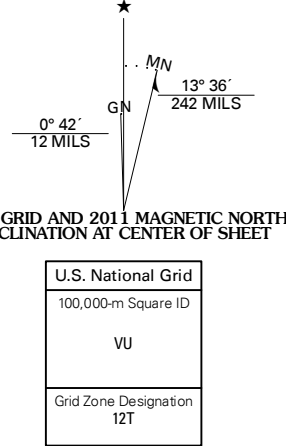 ★
MN
GN
13° 36´
242 MILS
0° 42´
12 MILS
GRID AND 2011 MAGNETIC NORTH
CLINATION AT CENTER OF SHEET
U.S. National Grid
100,000-m Square ID
VU
Grid Zone Designation
12T